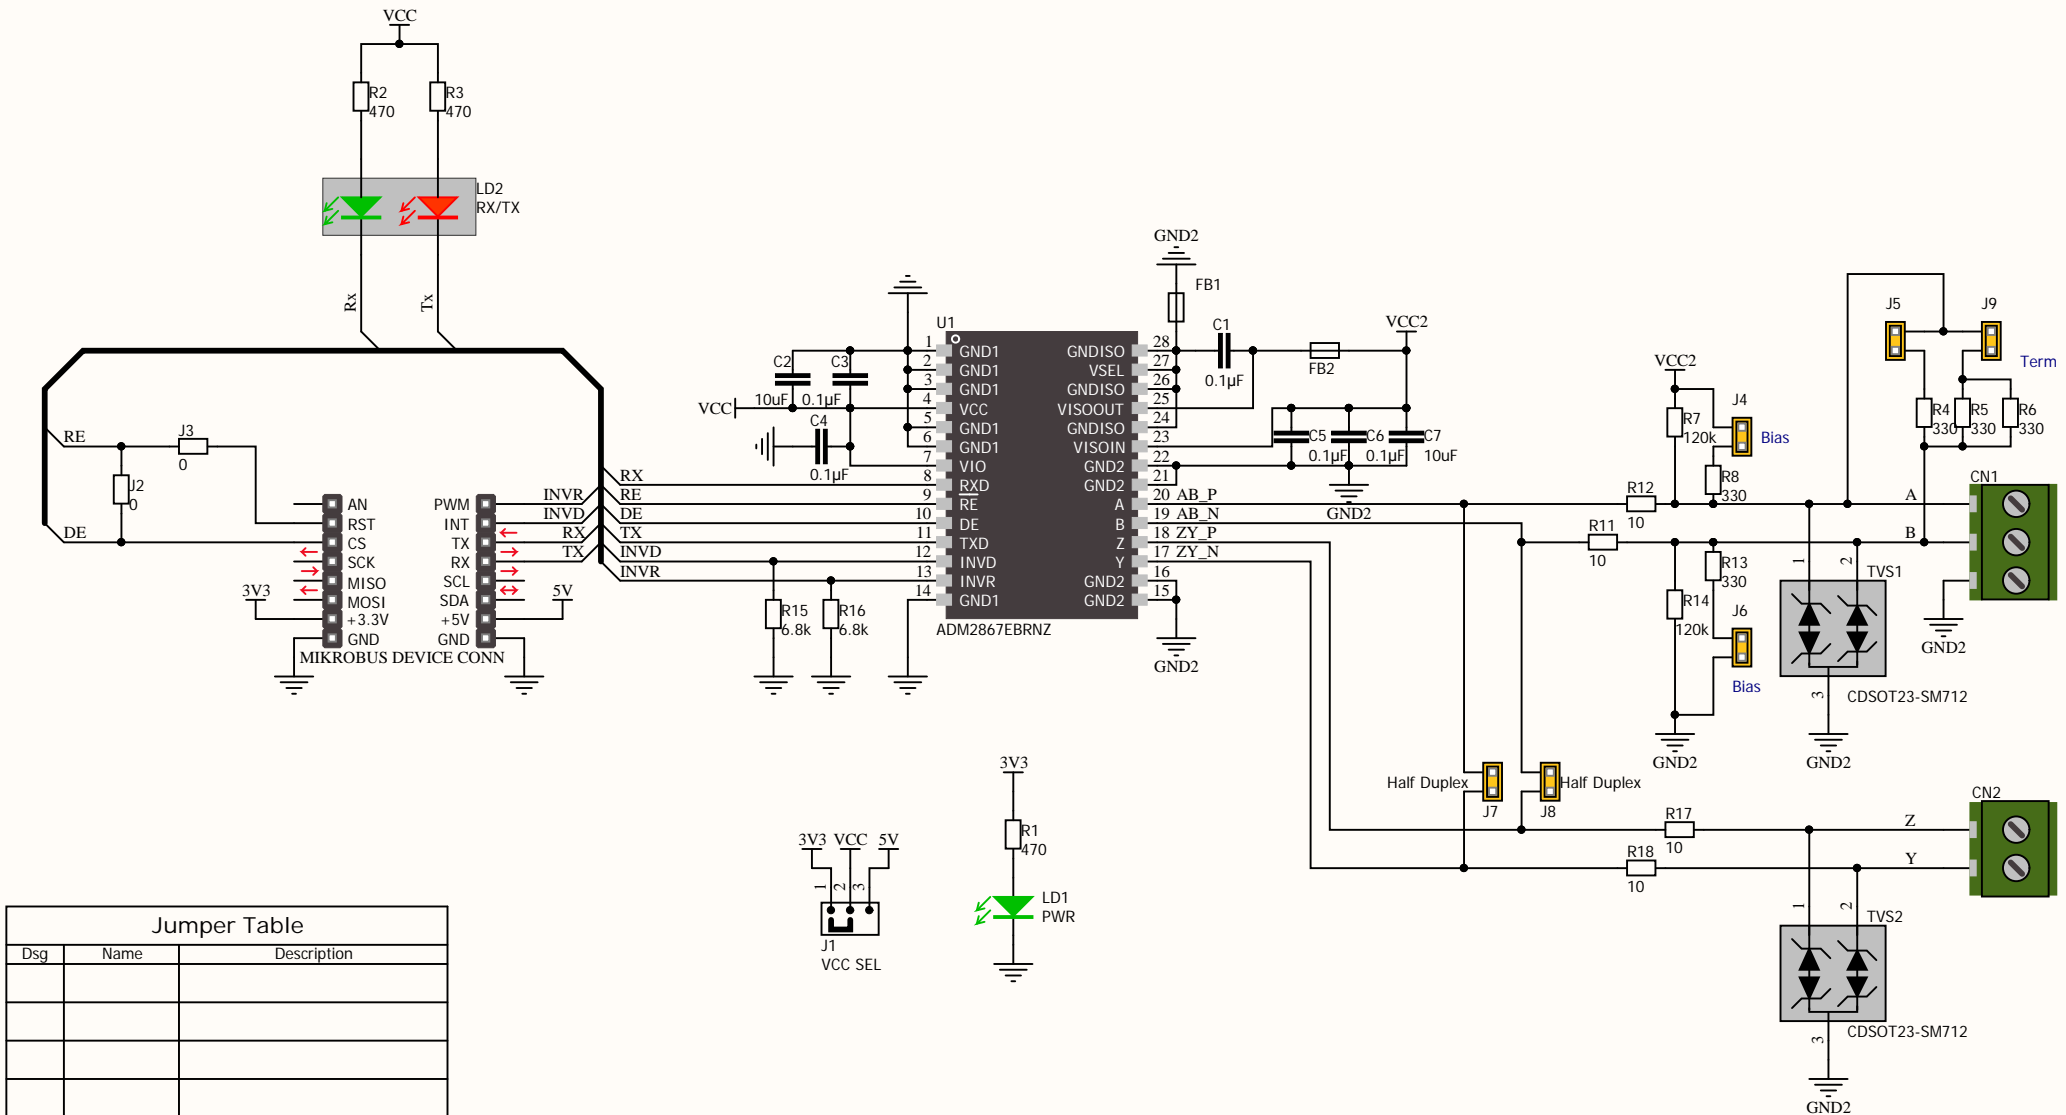 VCC
R2
470
R3
470
LD2
RX/TX
Rx
Tx
RE
J3
0
J2
0
DE
AN
RST
CS
SCK
MISO
MOSI
+3.3V
GND
PWM
INT
TX
RX
SCL
SDA
+5V
GND
3V3
5V
MIKROBUS DEVICE CONN
INVR
INVD
RX
TX
RX
RE
DE
TX
INVD
INVR
R15
6.8k
R16
6.8k
VCC
C2
10uF
C3
0.1µF
C4
0.1µF
U1
1 GND1
2 GND1
3 GND1
4 VCC
5 GND1
6 GND1
7 VIO
8 RXD
9 RE
10 DE
11 TXD
12 INVD
13 INVR
14 GND1
GNDISO 28
VSEL 27
GNDISO 26
VISOOUT 25
GNDISO 24
VISOIN 23
GND2 22
GND2 21
A 20 AB_P
B 19 AB_N
Z 18 ZY_P
Y 17 ZY_N
GND2 16
GND2 15
ADM2867EBRNZ
GND2
FB1
C1
0.1µF
FB2
VCC2
C5
0.1µF
C6
0.1µF
C7
10uF
GND2
GND2
R12
10
R11
10
VCC2
R7
120k
J4
Bias
R8
330
R13
330
R14
120k
J6
Bias
GND2
J5
J9
Term
R4
330
R5
330
R6
330
A
B
CN1
GND2
1
2
TVS1
3
CDSOT23-SM712
GND2
Half Duplex
J7
Half Duplex
J8
R17
10
R18
10
Z
Y
CN2
1
2
TVS2
3
CDSOT23-SM712
GND2
3V3
R1
470
LD1
PWR
3V3 VCC 5V
1
2
3
J1
VCC SEL
Jumper Table
Dsg Name Description